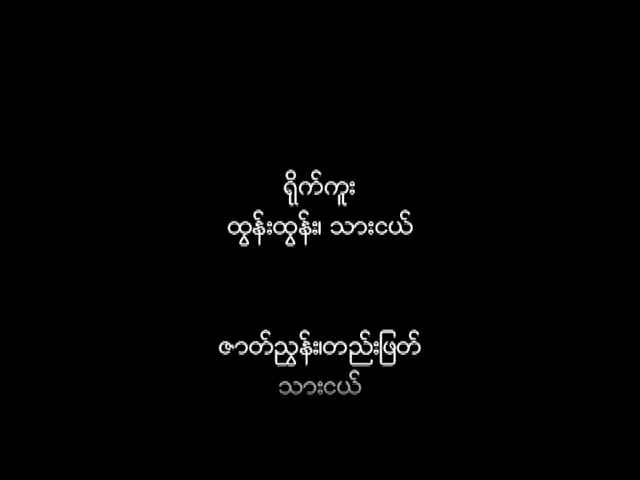 ရိုက်ကူး
ထွန်းထွန်း၊ သားငယ်
ဇာတ်ညွှန်း၊တည်းဖြတ်
သားငယ်